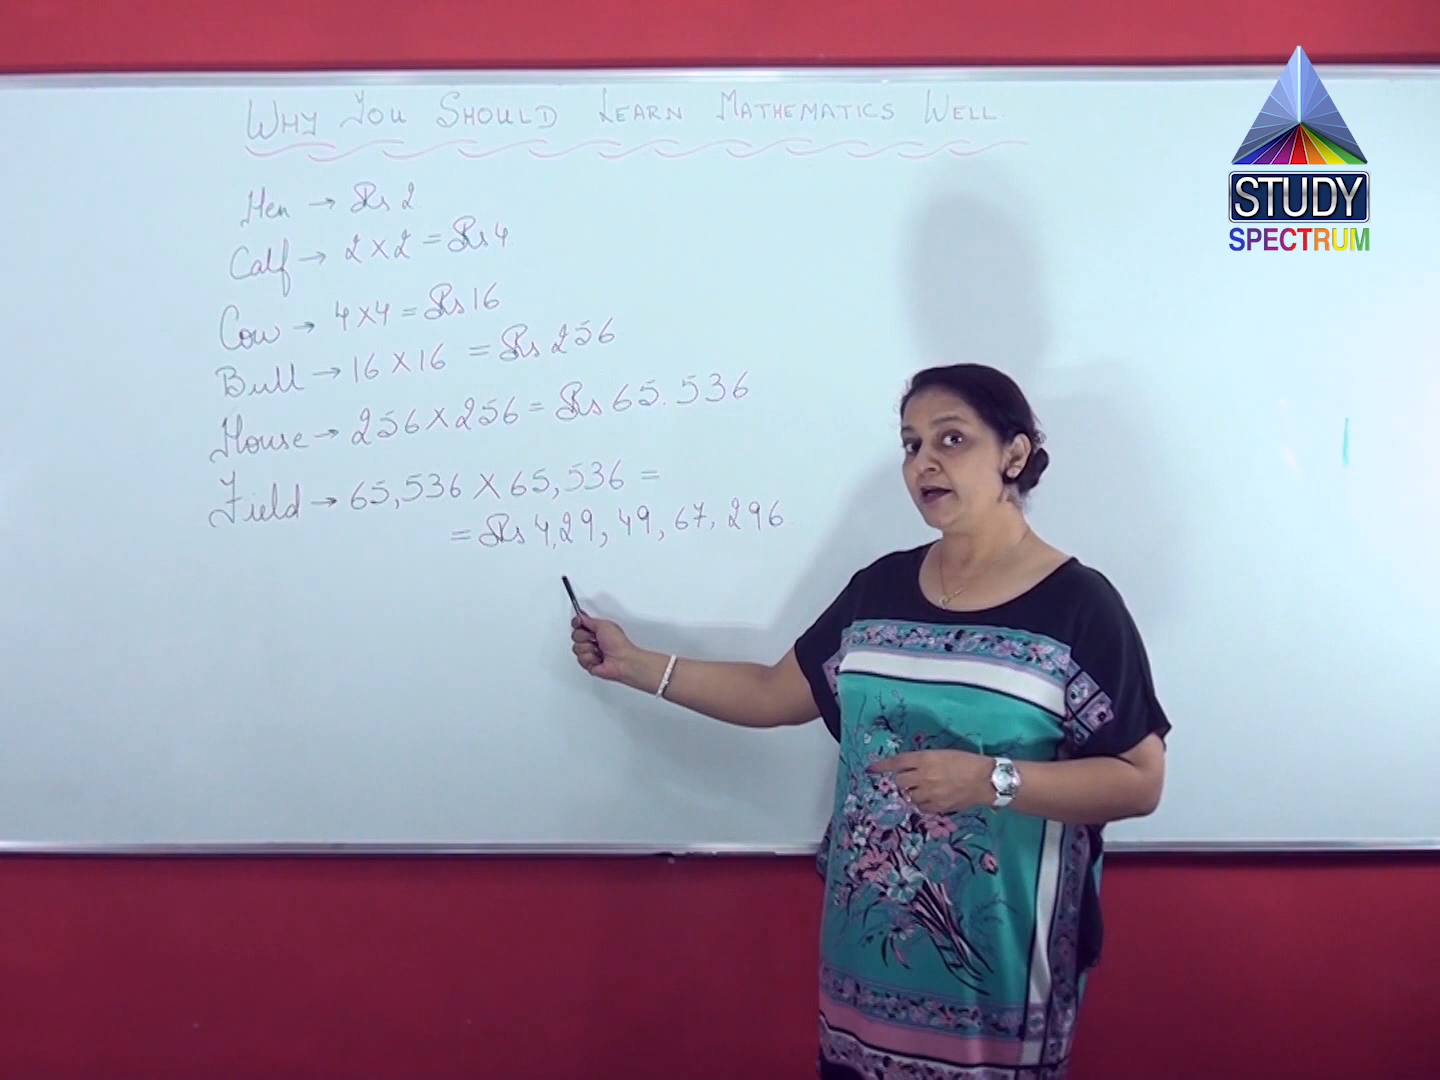 WHY YOU SHOULD LEARN MATHEMATICS WELL.
Hen → Rs 2
Calf → 2 × 2 = Rs 4
Cow → 4 × 4 = Rs 16
Bull → 16 × 16 = Rs 256
House → 256 × 256 = Rs 65.536
Field → 65,536 × 65,536 =
= Rs 4,29,49,67,296
STUDY
SPECTRUM